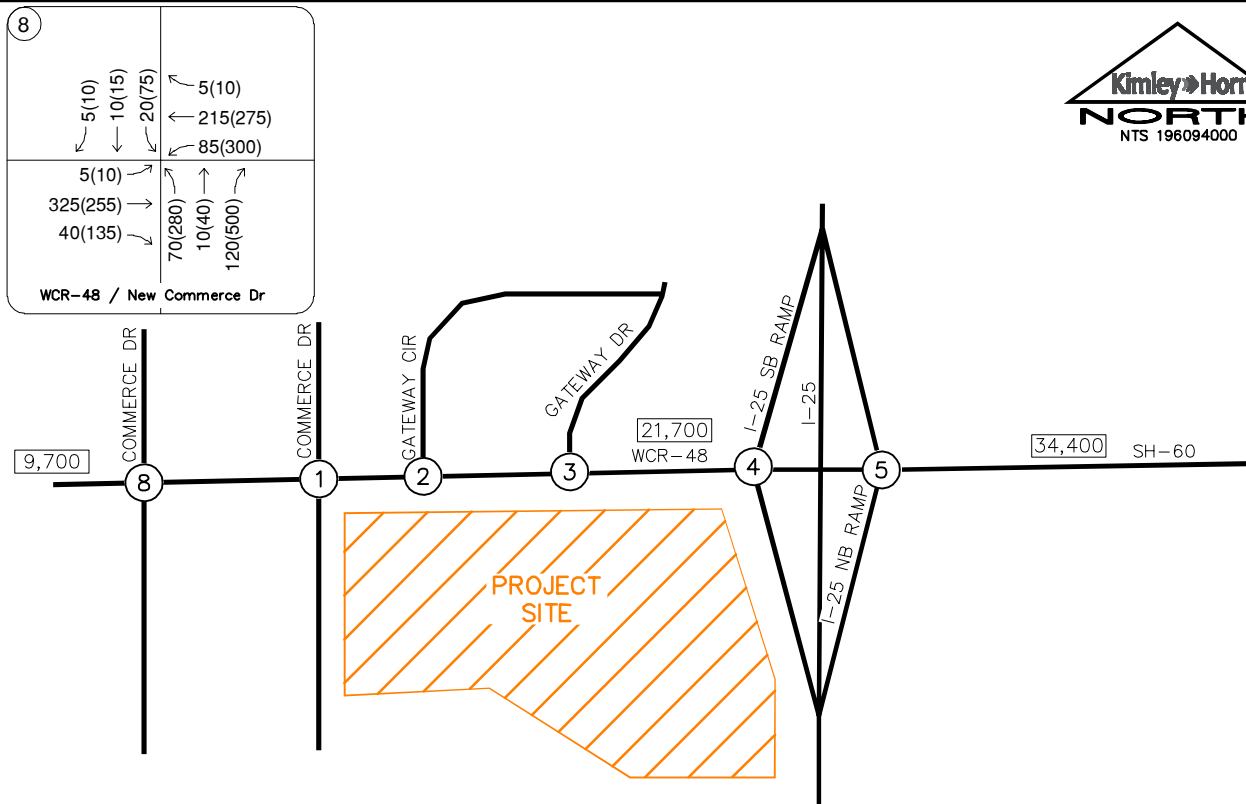 8
5(10)
10(15)
20(75)
5(10)
215(275)
85(300)
5(10)
325(255)
40(135)
70(280)
10(40)
120(500)
WCR-48 / New Commerce Dr
Kimley»Horn
NORTH
NTS 196094000
COMMERCE DR
COMMERCE DR
GATEWAY CIR
GATEWAY DR
I-25 SB RAMP
I-25
21,700
WCR-48
34,400 SH-60
9,700
8
1
2
3
4
5
I-25 NB RAMP
PROJECT
SITE